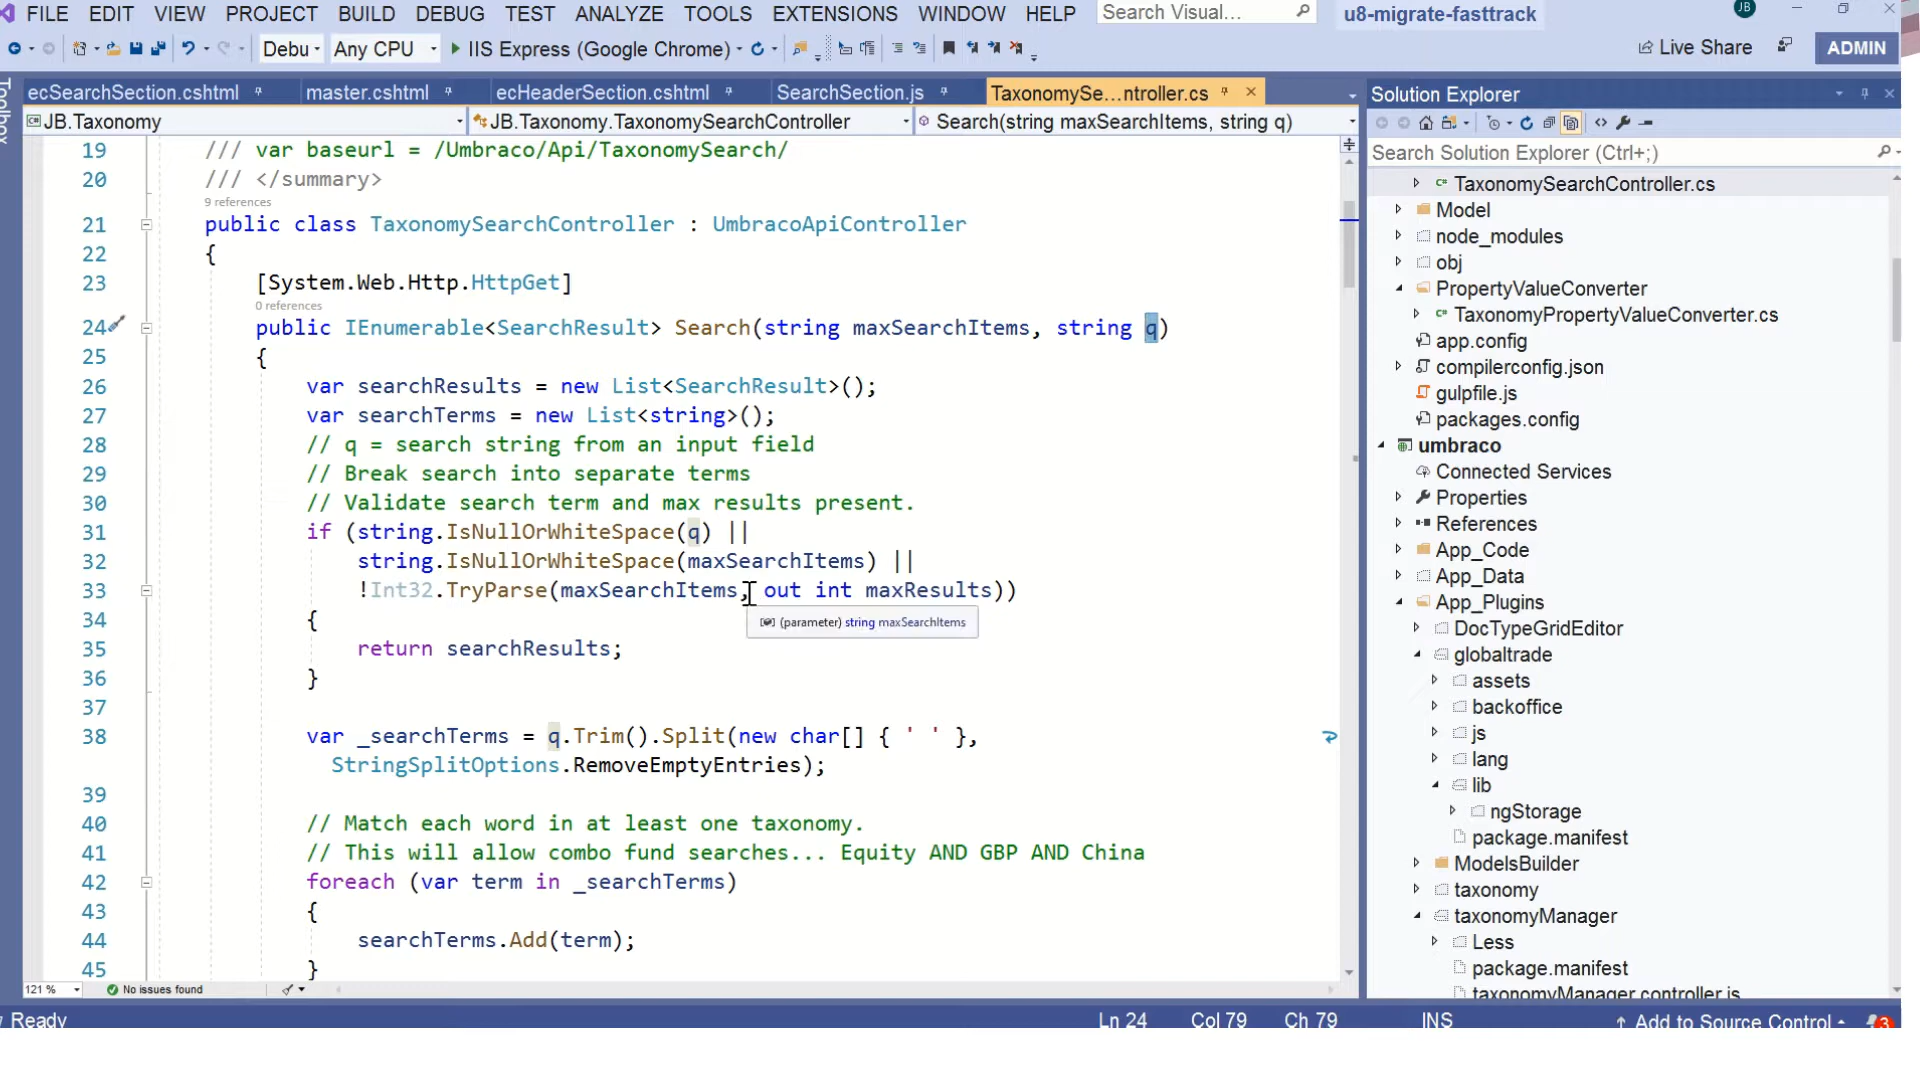 FILE EDIT VIEW PROJECT BUILD DEBUG TEST ANALYZE TOOLS EXTENSIONS WINDOW HELP Search Visual... u8-migrate-fasttrack JB
Debu Any CPU IIS Express (Google Chrome) Live Share ADMIN
Toolbox
ecSearchSection.cshtml master.cshtml ecHeaderSection.cshtml SearchSection.js TaxonomySe...ntroller.cs
JB.Taxonomy JB.Taxonomy.TaxonomySearchController Search(string maxSearchItems, string q)
19 /// var baseurl = /Umbraco/Api/TaxonomySearch/
20 /// </summary>
9 references
21 public class TaxonomySearchController : UmbracoApiController
22 {
23 [System.Web.Http.HttpGet]
0 references
24 public IEnumerable<SearchResult> Search(string maxSearchItems, string q)
25 {
26 var searchResults = new List<SearchResult>();
27 var searchTerms = new List<string>();
28 // q = search string from an input field
29 // Break search into separate terms
30 // Validate search term and max results present.
31 if (string.IsNullOrWhiteSpace(q) ||
32 string.IsNullOrWhiteSpace(maxSearchItems) ||
33 !Int32.TryParse(maxSearchItems, out int maxResults))
34 {
(parameter) string maxSearchItems
35 return searchResults;
36 }
37
38 var _searchTerms = q.Trim().Split(new char[] { ' ' },
StringSplitOptions.RemoveEmptyEntries);
39
40 // Match each word in at least one taxonomy.
41 // This will allow combo fund searches... Equity AND GBP AND China
42 foreach (var term in _searchTerms)
43 {
44 searchTerms.Add(term);
45 }
121 % No issues found
Solution Explorer
Search Solution Explorer (Ctrl+;)
C# TaxonomySearchController.cs
Model
node_modules
obj
PropertyValueConverter
C# TaxonomyPropertyValueConverter.cs
app.config
compilerconfig.json
gulpfile.js
packages.config
umbraco
Connected Services
Properties
References
App_Code
App_Data
App_Plugins
DocTypeGridEditor
globaltrade
assets
backoffice
js
lang
lib
ngStorage
package.manifest
ModelsBuilder
taxonomy
taxonomyManager
Less
package.manifest
taxonomyManager.controller.js
Ready Ln 24 Col 79 Ch 79 INS Add to Source Control 3